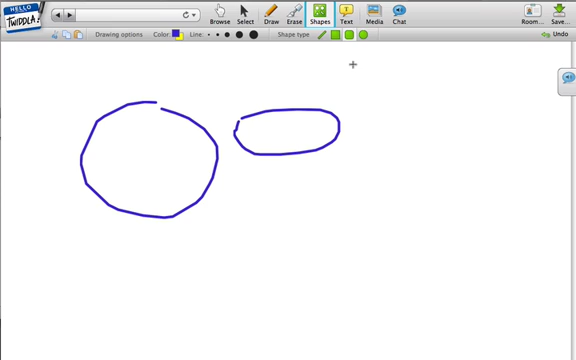 HELLO
TWIDDLA!
Browse Select Draw Erase Shapes Text Media Chat Room... Save...
Drawing options Color: Line: Shape type Undo